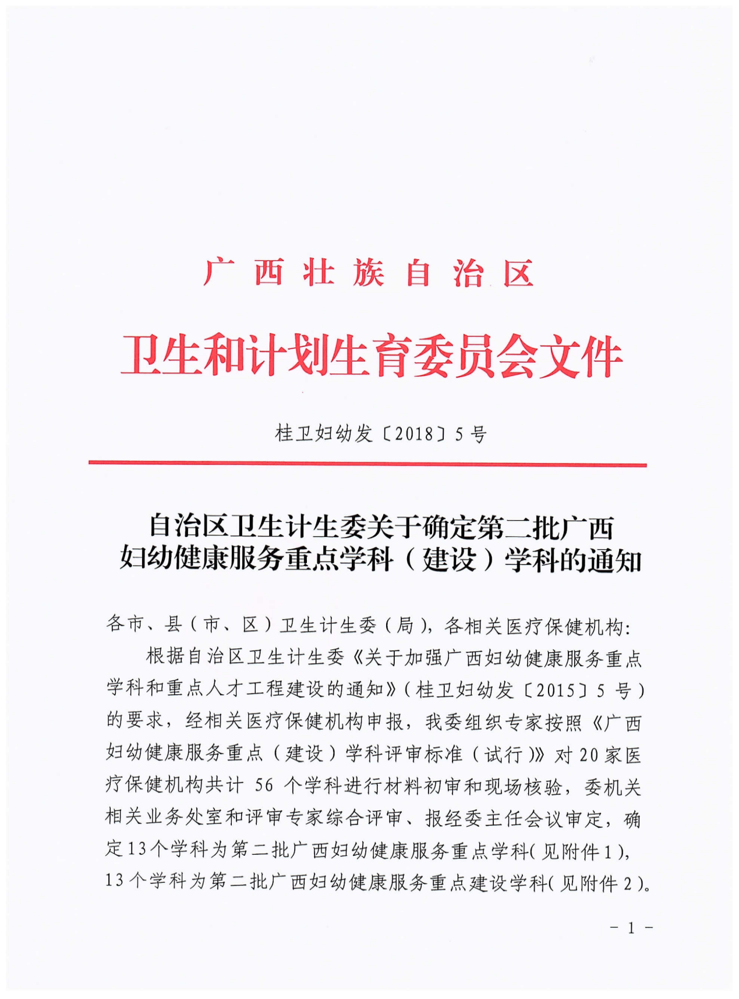 广西壮族自治区
卫生和计划生育委员会文件
桂卫妇幼发〔2018〕5号
自治区卫生计生委关于确定第二批广西
妇幼健康服务重点学科（建设）学科的通知
各市、县（市、区）卫生计生委（局），各相关医疗保健机构：
根据自治区卫生计生委《关于加强广西妇幼健康服务重点
学科和重点人才工程建设的通知》（桂卫妇幼发〔2015〕5号）
的要求，经相关医疗保健机构申报，我委组织专家按照《广西
妇幼健康服务重点（建设）学科评审标准（试行）》对20家医
疗保健机构共计56个学科进行材料初审和现场核验，委机关
相关业务处室和评审专家综合评审、报经委主任会议审定，确
定13个学科为第二批广西妇幼健康服务重点学科（见附件1），
13个学科为第二批广西妇幼健康服务重点建设学科（见附件2）。
- 1 -